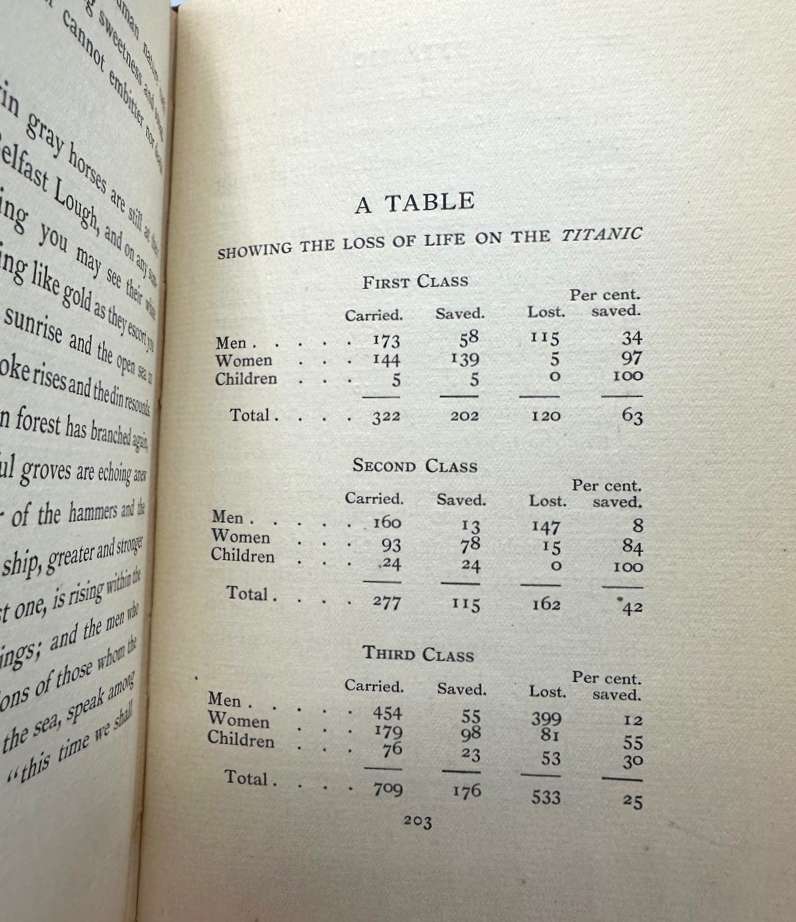 uman nature
sweetness and
cannot embitter nor
in gray horses are still at
elfast Lough, and on any
ing you may see their
ing like gold as they escort you
sunrise and the open sea
oke rises and the din resounds
n forest has branched again,
ul groves are echoing anew
of the hammers and the
ship, greater and stronger
st one, is rising within the
ings; and the men who
ons of those whom the
the sea, speak among
“this time we shall
A TABLE
SHOWING THE LOSS OF LIFE ON THE TITANIC
FIRST CLASS
Carried. Saved. Lost. Per cent. saved.
Men . . . . . 173 58 115 34
Women . . . 144 139 5 97
Children . . . 5 5 0 100
Total . . . . 322 202 120 63
SECOND CLASS
Carried. Saved. Lost. Per cent. saved.
Men . . . . . 160 13 147 8
Women . . . 93 78 15 84
Children . . . 24 24 0 100
Total . . . . 277 115 162 42
THIRD CLASS
Carried. Saved. Lost. Per cent. saved.
Men . . . . . 454 55 399 12
Women . . . 179 98 81 55
Children . . . 76 23 53 30
Total . . . . 709 176 533 25
203